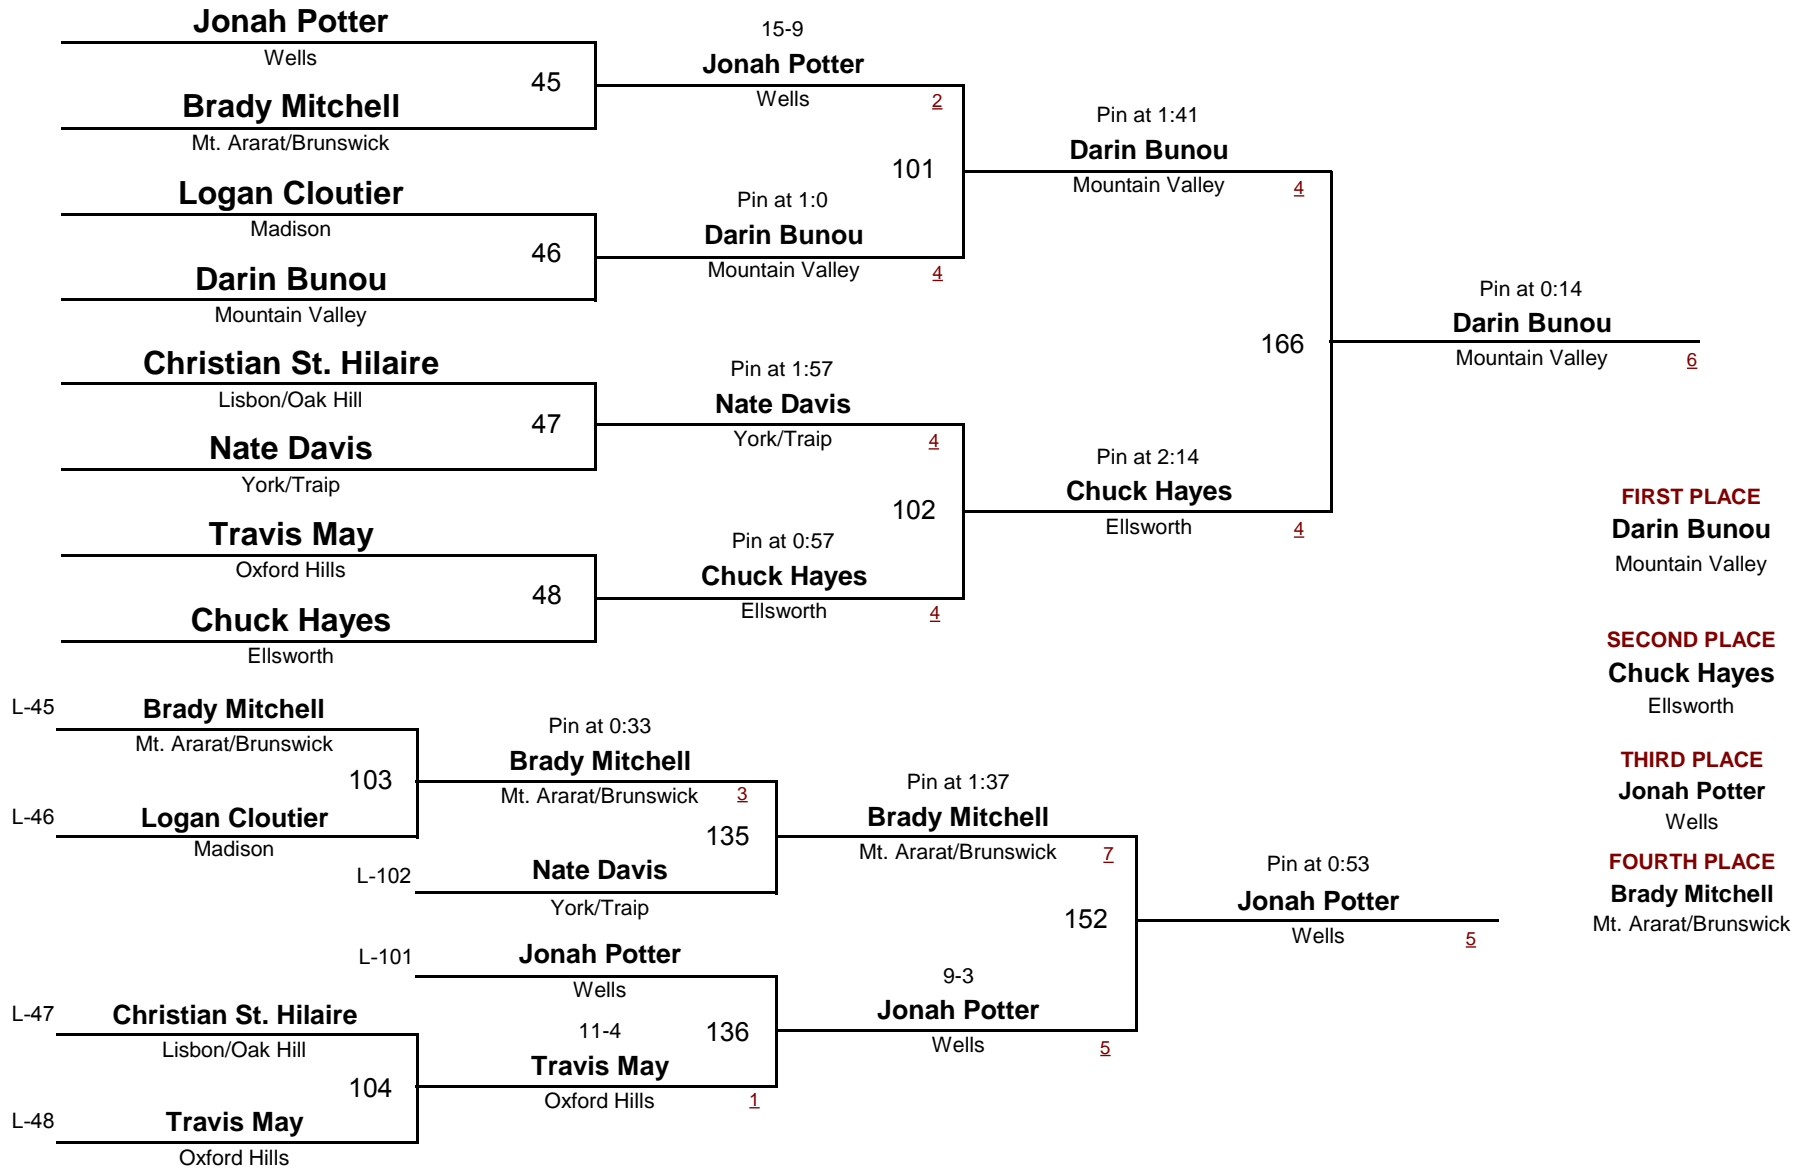 Jonah Potter
Wells
45
Brady Mitchell
Mt. Ararat/Brunswick
Logan Cloutier
Madison
46
Darin Bunou
Mountain Valley
Christian St. Hilaire
Lisbon/Oak Hill
47
Nate Davis
York/Traip
Travis May
Oxford Hills
48
Chuck Hayes
Ellsworth
15-9
Jonah Potter
Wells 2
101
Pin at 1:0
Darin Bunou
Mountain Valley 4
Pin at 1:57
Nate Davis
York/Traip 4
102
Pin at 0:57
Chuck Hayes
Ellsworth 4
Pin at 1:41
Darin Bunou
Mountain Valley 4
166
Pin at 2:14
Chuck Hayes
Ellsworth 4
Pin at 0:14
Darin Bunou
Mountain Valley 6
FIRST PLACE
Darin Bunou
Mountain Valley
SECOND PLACE
Chuck Hayes
Ellsworth
THIRD PLACE
Jonah Potter
Wells
FOURTH PLACE
Brady Mitchell
Mt. Ararat/Brunswick
L-45 Brady Mitchell
Mt. Ararat/Brunswick
103
L-46 Logan Cloutier
Madison
Pin at 0:33
Brady Mitchell
Mt. Ararat/Brunswick 3
135
L-102 Nate Davis
York/Traip
L-101 Jonah Potter
Wells
136
11-4
Travis May
Oxford Hills 1
L-47 Christian St. Hilaire
Lisbon/Oak Hill
104
L-48 Travis May
Oxford Hills
Pin at 1:37
Brady Mitchell
Mt. Ararat/Brunswick 7
152
9-3
Jonah Potter
Wells 5
Pin at 0:53
Jonah Potter
Wells 5